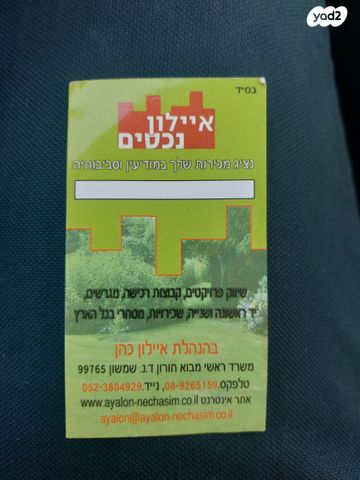 yad2
בסיד
איילון
נכסים
נציג מכירות שלך במודיעין וסביבותיה
שיווק פרויקטים, קבוצות רכישה, מגרשים,
יד ראשונה ושנייה, שכירויות, מסחרי בכל הארץ
בהנהלת איילון כהן
משרד ראשי מבוא חורון ד.נ. שמשון 99765
טלפקס.08-9265159, נייד.052-3804929
אתר אינטרנט www.ayalon-nechasim.co.il
ayalon@ayalon-nechasim.co.il